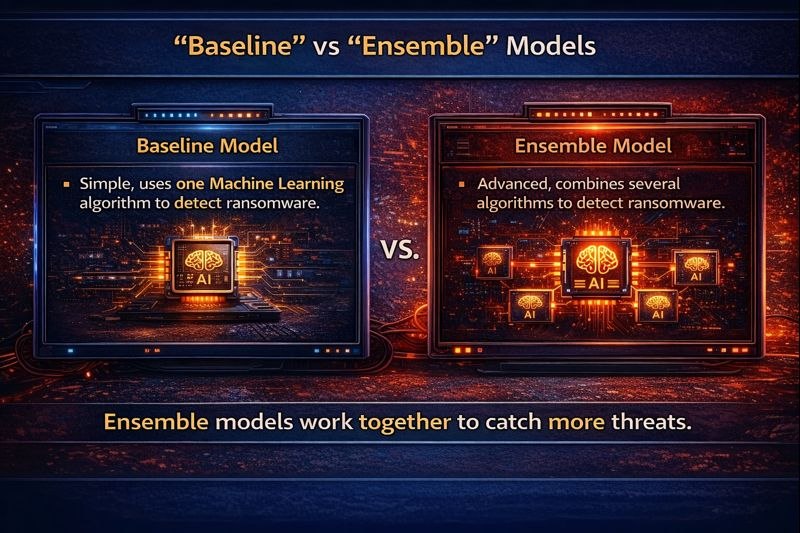 “Baseline” vs “Ensemble” Models
Baseline Model
▪ Simple, uses one Machine Learning
algorithm to detect ransomware.
AI
VS.
Ensemble Model
▪ Advanced, combines several
algorithms to detect ransomware.
AI
AI
AI
AI
AI
Ensemble models work together to catch more threats.